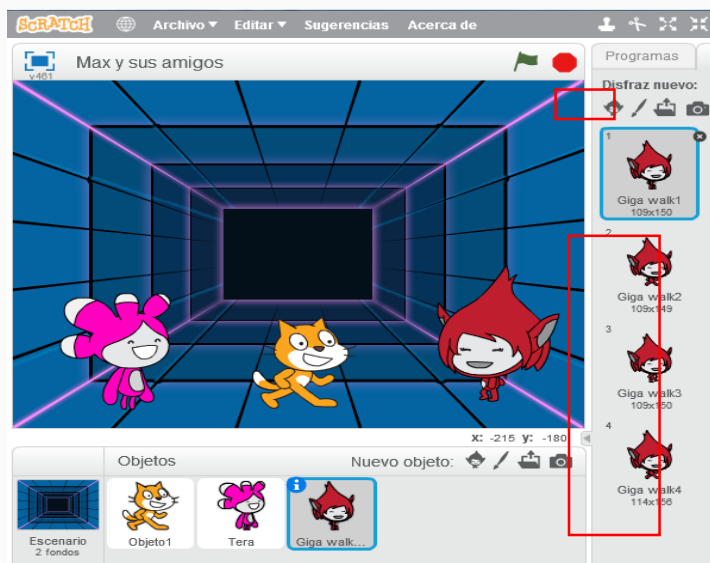 SCRATCH Archivo Editar Sugerencias Acerca de
v461
Max y sus amigos
Programas
Disfraz nuevo:
1
Giga walk1
109x150
2
Giga walk2
109x149
3
Giga walk3
109x150
4
Giga walk4
114x156
X: -215 y: -180
Objetos
Nuevo objeto:
Escenario
2 fondos
Objeto1
Tera
Giga walk...